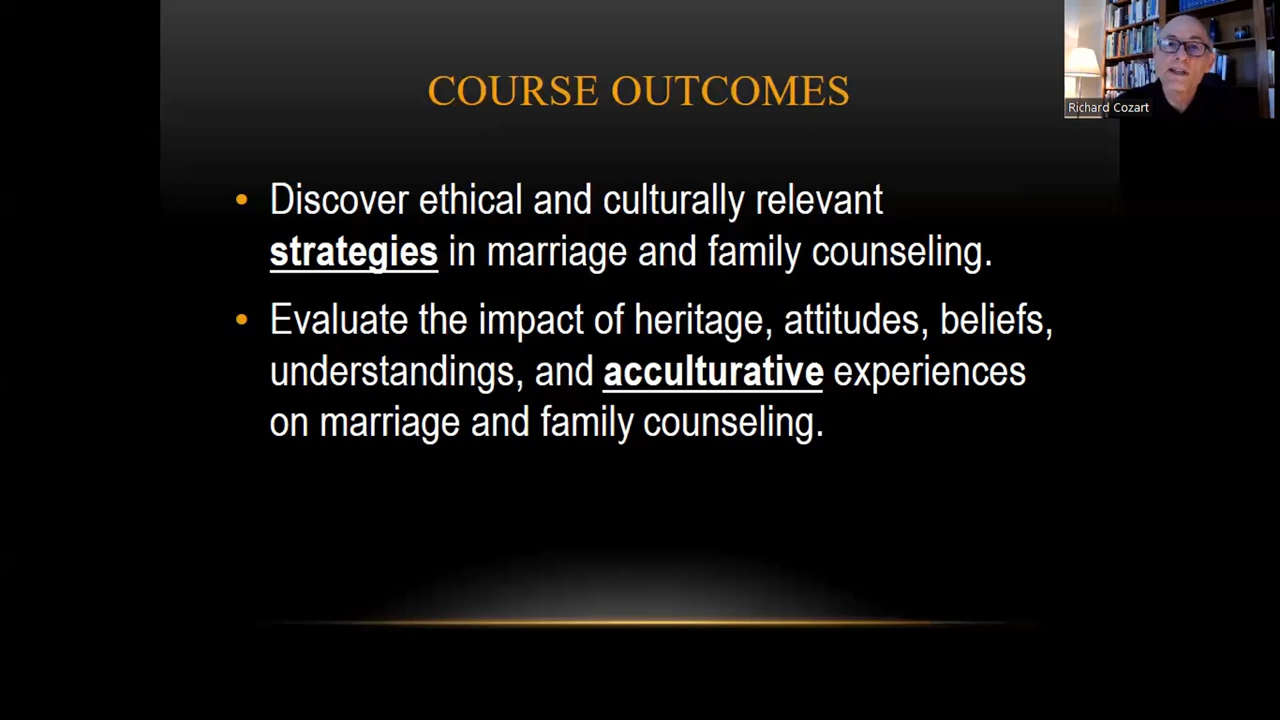 COURSE OUTCOMES
Richard Cozart
• Discover ethical and culturally relevant
strategies in marriage and family counseling.
• Evaluate the impact of heritage, attitudes, beliefs,
understandings, and acculturative experiences
on marriage and family counseling.